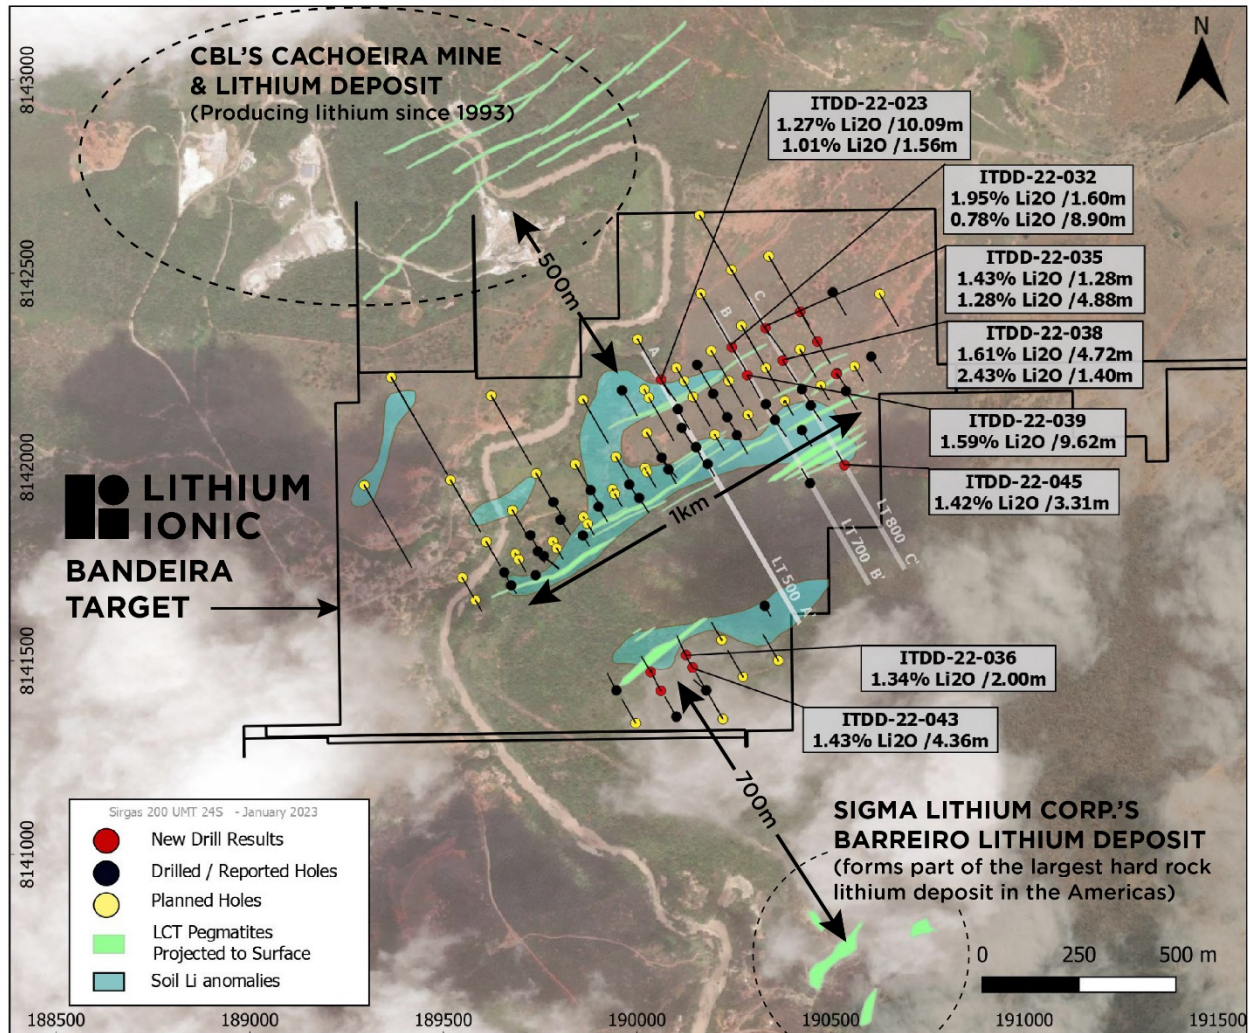 CBL'S CACHOEIRA MINE
& LITHIUM DEPOSIT
(Producing lithium since 1993)
N
ITDD-22-023
1.27% Li2O /10.09m
1.01% Li2O /1.56m
ITDD-22-032
1.95% Li2O /1.60m
0.78% Li2O /8.90m
ITDD-22-035
1.43% Li2O /1.28m
1.28% Li2O /4.88m
ITDD-22-038
1.61% Li2O /4.72m
2.43% Li2O /1.40m
ITDD-22-039
1.59% Li2O /9.62m
ITDD-22-045
1.42% Li2O /3.31m
500m
A
B
C
1km
LT 500 A'
LT 700 B'
LT 800 C'
LITHIUM
IONIC
BANDEIRA
TARGET
ITDD-22-036
1.34% Li2O /2.00m
ITDD-22-043
1.43% Li2O /4.36m
700m
SIGMA LITHIUM CORP.'S
BARREIRO LITHIUM DEPOSIT
(forms part of the largest hard rock
lithium deposit in the Americas)
0 250 500 m
Sirgas 200 UMT 24S - January 2023
New Drill Results
Drilled / Reported Holes
Planned Holes
LCT Pegmatites
Projected to Surface
Soil Li anomalies
8143000
8142500
8142000
8141500
8141000
188500 189000 189500 190000 190500 191000 191500